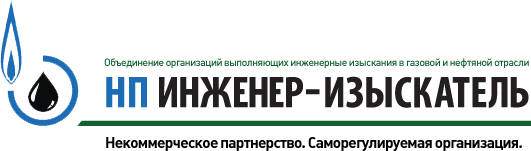 Объединение организаций выполняющих инженерные изыскания в газовой и нефтяной отрасли
НП ИНЖЕНЕР-ИЗЫСКАТЕЛЬ
Некоммерческое партнерство. Саморегулируемая организация.